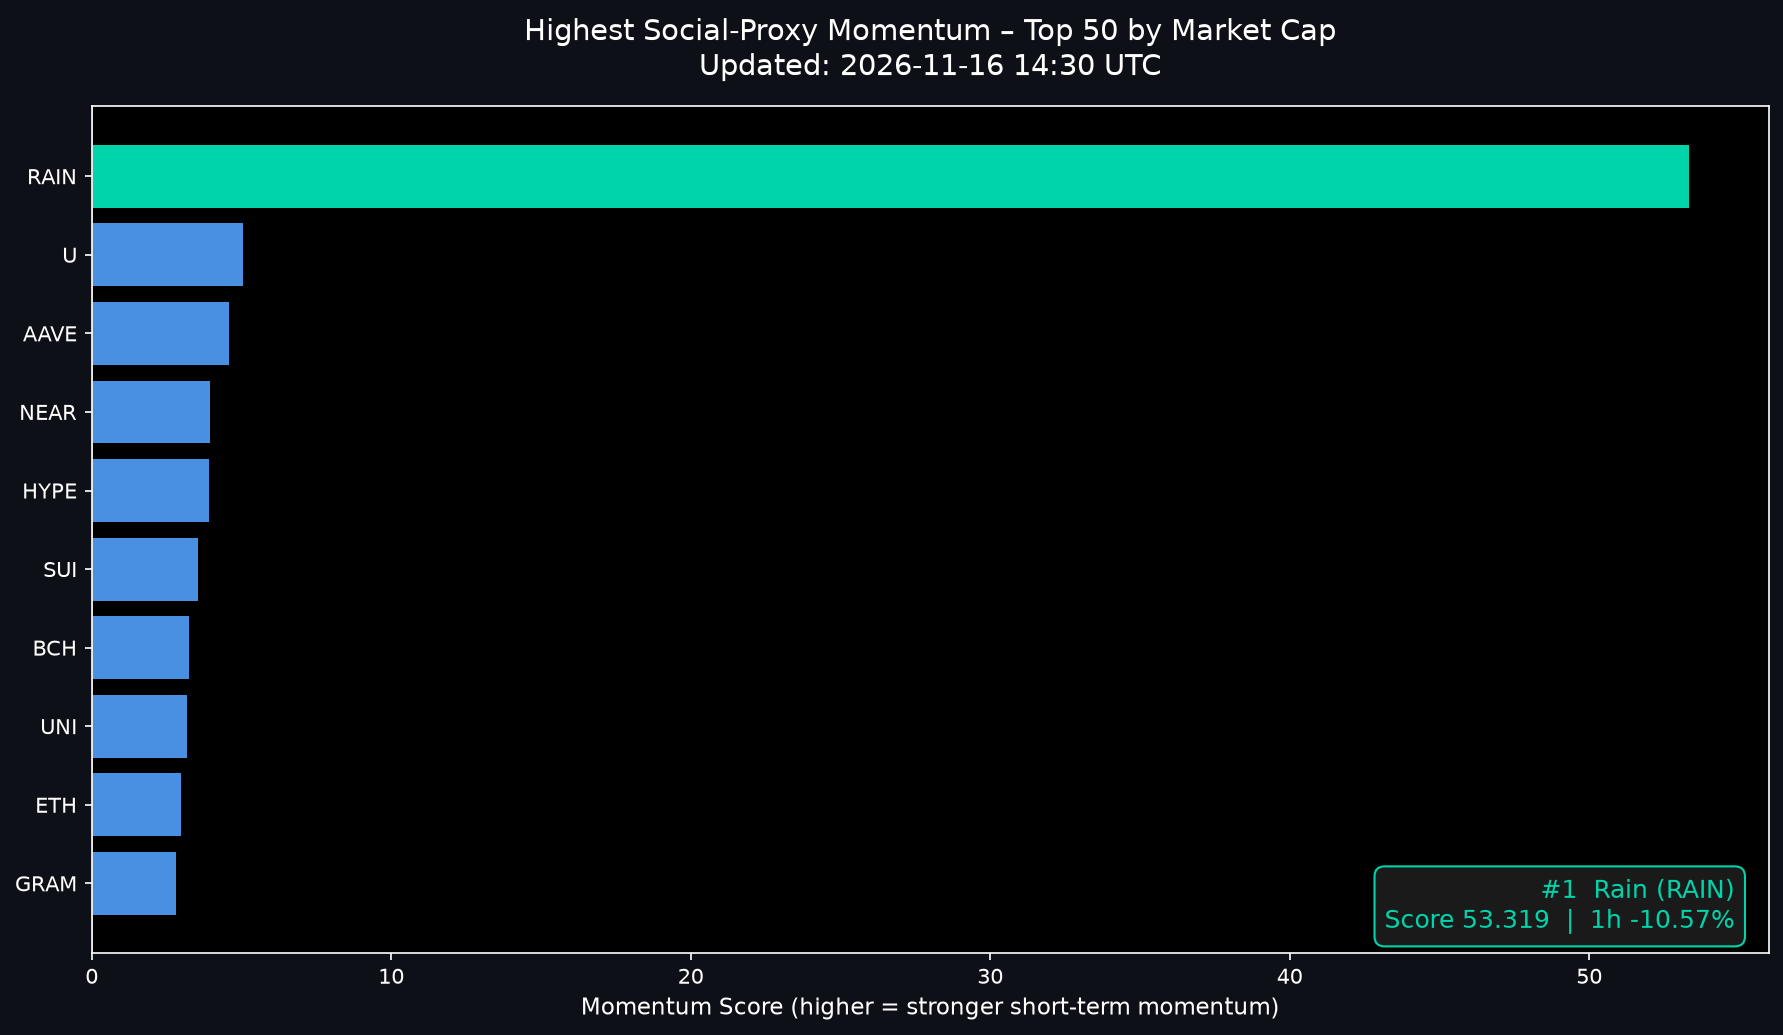 Highest Social-Proxy Momentum – Top 50 by Market Cap
Updated: 2026-11-16 14:30 UTC
RAIN
U
AAVE
NEAR
HYPE
SUI
BCH
UNI
ETH
GRAM
#1  Rain (RAIN)
Score 53.319  |  1h -10.57%
0 10 20 30 40 50
Momentum Score (higher = stronger short-term momentum)